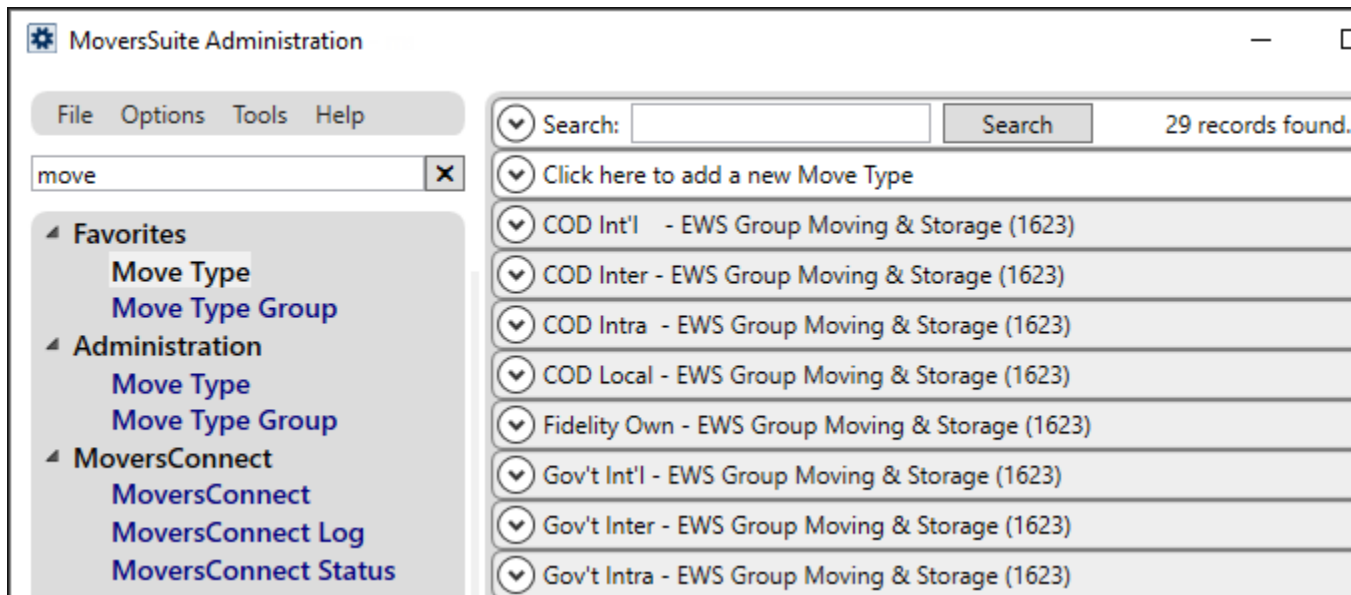 MoversSuite Administration
File Options Tools Help
move
Favorites
Move Type
Move Type Group
Administration
Move Type
Move Type Group
MoversConnect
MoversConnect
MoversConnect Log
MoversConnect Status
Search: Search 29 records found.
Click here to add a new Move Type
COD Int'l - EWS Group Moving & Storage (1623)
COD Inter - EWS Group Moving & Storage (1623)
COD Intra - EWS Group Moving & Storage (1623)
COD Local - EWS Group Moving & Storage (1623)
Fidelity Own - EWS Group Moving & Storage (1623)
Gov't Int'l - EWS Group Moving & Storage (1623)
Gov't Inter - EWS Group Moving & Storage (1623)
Gov't Intra - EWS Group Moving & Storage (1623)